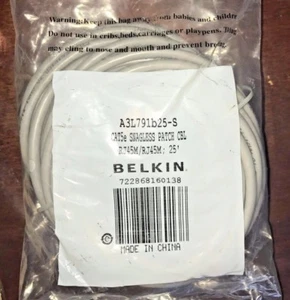 Warning:Keep this bag away from babies and children
Do not use in cribs,beds,carriages or playpens.
may cling to nose and mouth and prevent
A3L791b25-S
CAT5e SNAGLESS PATCH CBL
RJ45M/RJ45M; 25'
BELKIN
722868160138
MADE IN CHINA